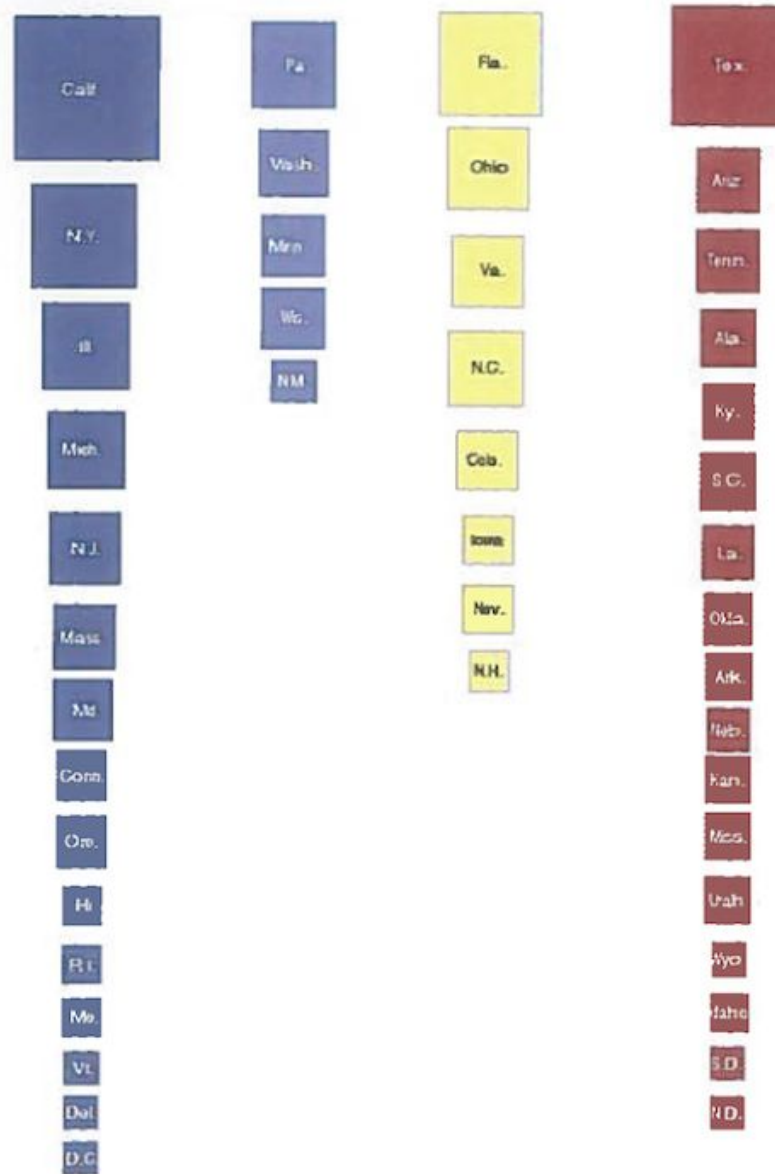 Calif.
N.Y.
Ill.
Mich.
N.J.
Mass.
Md.
Conn.
Ore.
Hi
R.I.
Me.
Vt.
Del.
D.C.
Pa.
Wash.
Minn.
Wis.
N.M.
Fla.
Ohio
Va.
N.C.
Colo.
Iowa
Nev.
N.H.
Tex.
Ariz.
Tenn.
Ala.
Ky.
S.C.
La.
Okla.
Ark.
Nebr.
Kan.
Miss.
Utah
Wyo.
Idaho
S.D.
N.D.